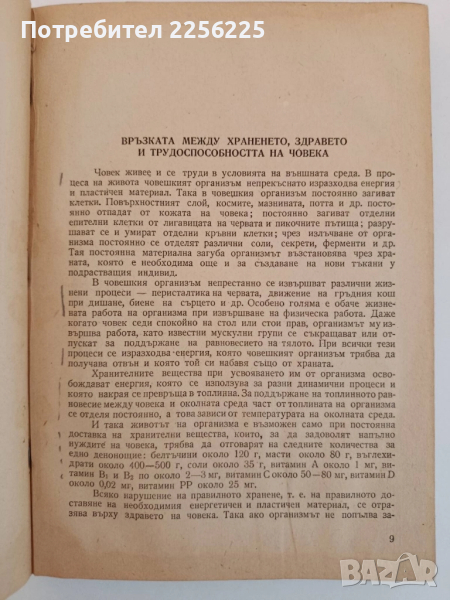 Потребител 2256225
ВРЪЗКАТА МЕЖДУ ХРАНЕНЕТО, ЗДРАВЕТО
И ТРУДОСПОСОБНОСТТА НА ЧОВЕКА
Човек живее и се труди в условията на външната среда. В про-
цеса на живота човешкият организъм непрекъснато изразходва енергия
и пластичен материал. Така в човешкия организъм постоянно загиват
клетки. Повърхностният слой, космите, мазнината, потта и др. посто-
янно отпадат от кожата на човека; постоянно загиват отделни
епителни клетки от лигавицата на червата и пикочните пътища; разру-
шават се и умират отделни кръвни клетки; чрез излъчване от орга-
низма постоянно се отделят различни соли, секрети, ферменти и др.
Тая постоянна материална загуба организмът възстановява чрез хра-
ната, която е необходима още и за създаване на нови тъкани у
подрастващия индивид.
В човешкия организъм непрестанно се извършват различни жиз-
нени процеси — перисталтика на червата, движение на гръдния кош
при дишане, биене на сърцето и др. Особено голяма е обаче жизне-
ната работа на организма при извършване на физическа работа. Даже
когато човек седи спокойно на стол или стои прав, организмът му из-
вършва работа, като известни мускулни групи се съкращават или от-
пускат за поддържане на равновесието на тялото. При всички тези
процеси се изразходва енергия, която човешкият организъм трябва да
получава отвън и която той си набавя също от храната.
Хранителните вещества при усвояването им от организма осво-
бождават енергия, която се използува за разни динамични процеси и
която накрая се превръща в топлина. За поддържане на топлинното равно-
весие между човека и околната среда част от топлината на организма
се отделя постоянно, а това зависи от температурата на околната среда.
И така животът на организма е възможен само при постоянна
доставка на хранителни вещества, които, за да задоволят напълно
нуждите на човека, трябва да отговарят на следните количества за
едно денонощие: белтъчини около 120 г, масти около 80 г, въглехи-
драти около 400—500 г, соли около 35 г, витамин A около 1 мг, ви-
тамин B₁ и B₂ по около 2—3 мг, витамин C около 50—80 мг, витамин D
около 0,02 мг, витамин PP около 25 мг.
Всяко нарушение на правилното хранене, т. е. на правилното до-
ставяне на необходимия енергетичен и пластичен материал, се отра-
зява върху здравето на човека. Така ако организмът не попълва за-
9
BAZAR.bg